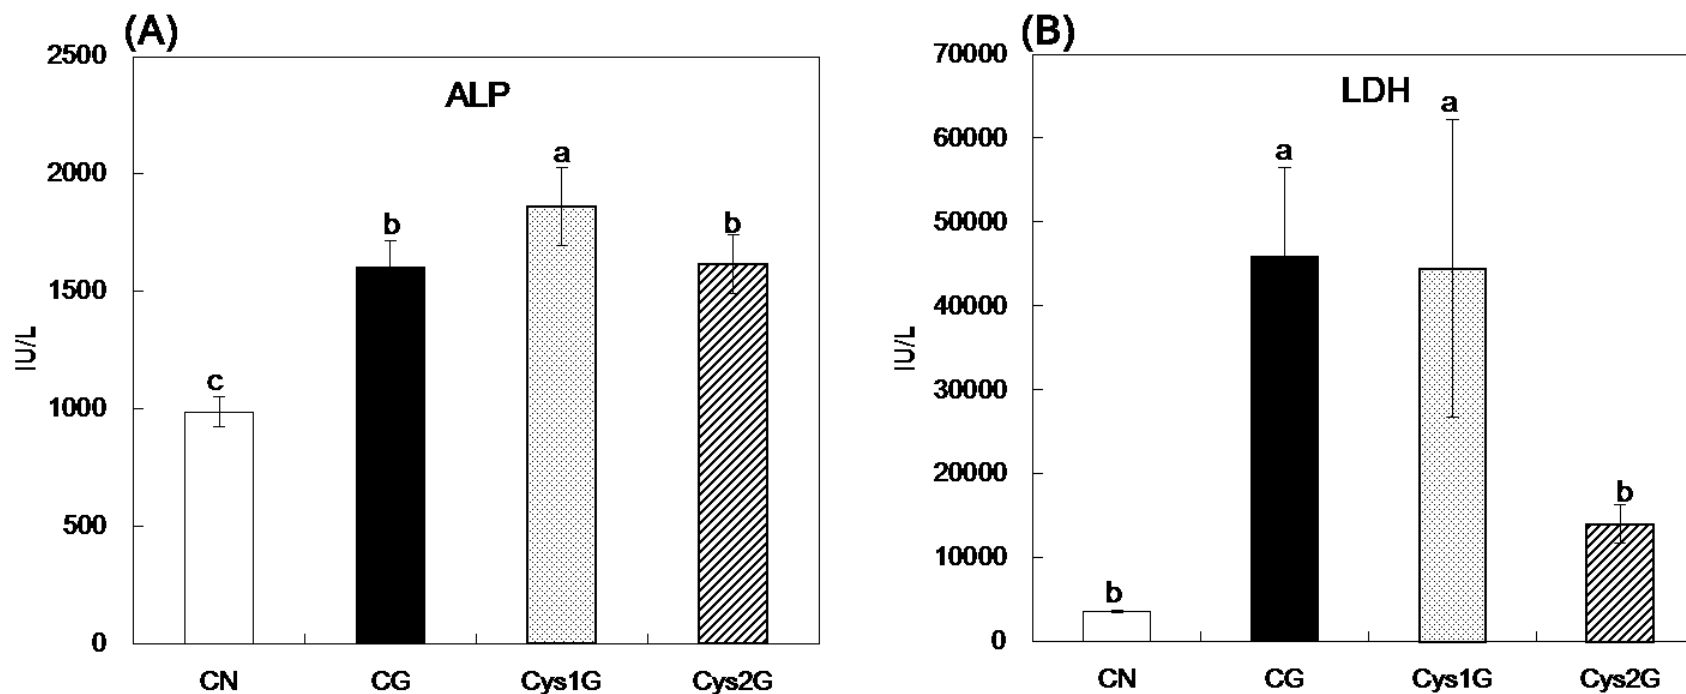 (A)
ALP
2500
2000
1500
1000
500
0
IU/L
c
b
a
b
CN CG Cys1G Cys2G
(B)
LDH
70000
60000
50000
40000
30000
20000
10000
0
IU/L
b
a
a
b
CN CG Cys1G Cys2G